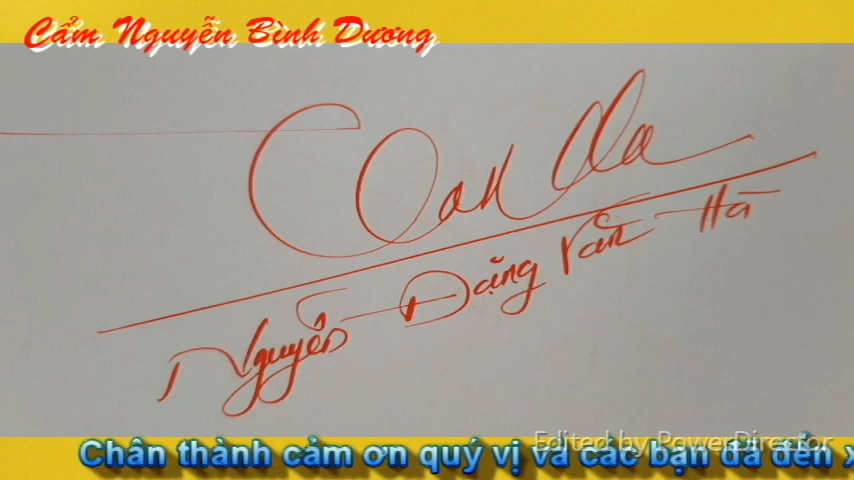 Cẩm Nguyễn Bình Dương
Nguyễn Đặng Văn Hà
Edited by PowerDirector
Chân thành cảm ơn quý vị và các bạn đã đến x